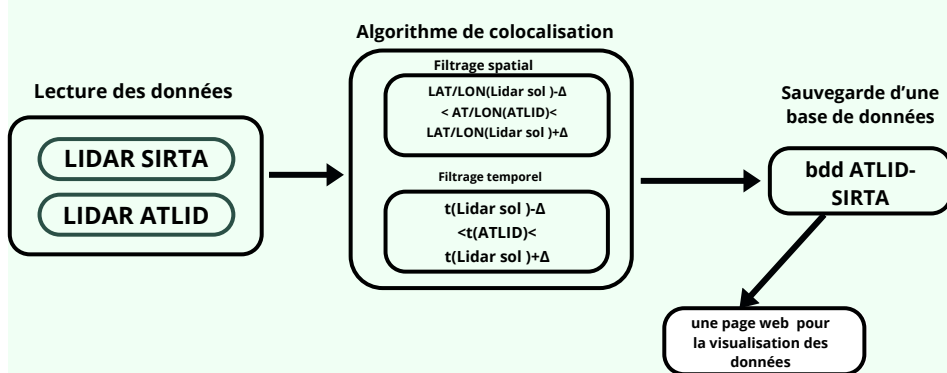 Algorithme de colocalisation
Lecture des données
LIDAR SIRTA
LIDAR ATLID
Filtrage spatial
LAT/LON(Lidar sol )-Δ
< AT/LON(ATLID)<
LAT/LON(Lidar sol )+Δ
Filtrage temporel
t(Lidar sol )-Δ
<t(ATLID)<
t(Lidar sol )+Δ
Sauvegarde d’une
base de données
bdd ATLID-
SIRTA
une page web pour
la visualisation des
données